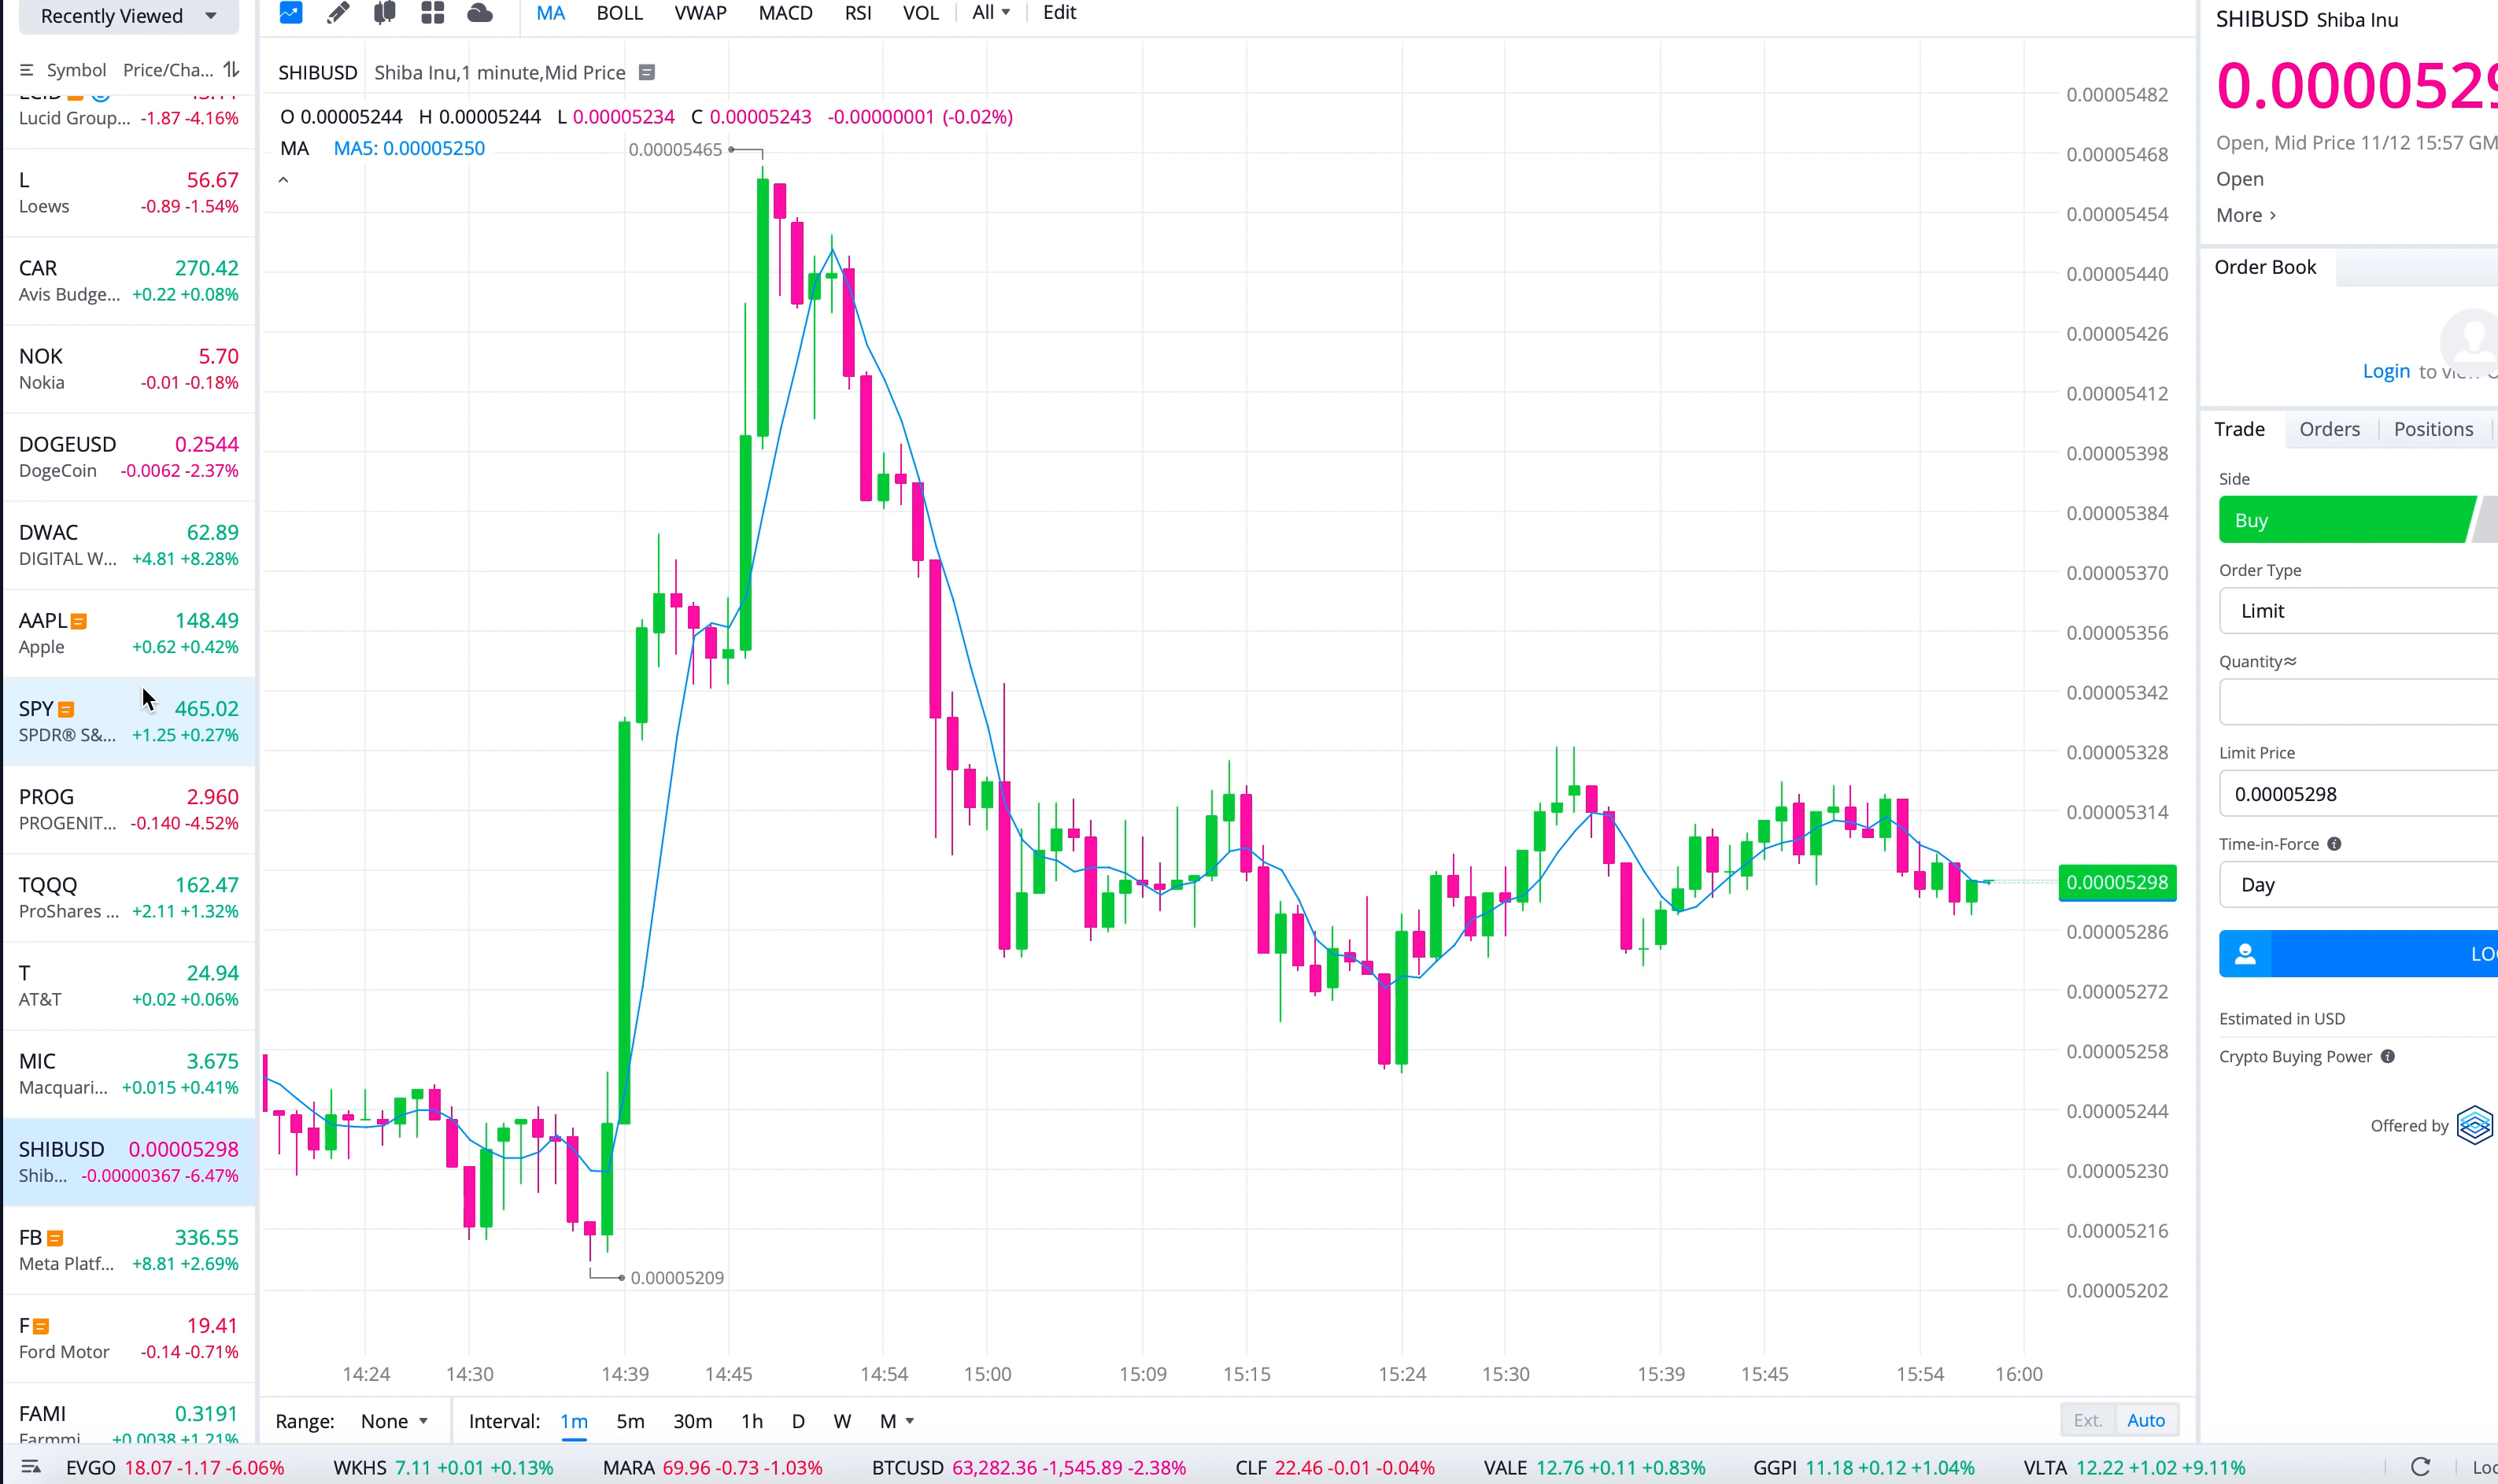 Recently Viewed
Symbol Price/Cha...
Lucid Group... -1.87 -4.16%
L 56.67
Loews -0.89 -1.54%
CAR 270.42
Avis Budge... +0.22 +0.08%
NOK 5.70
Nokia -0.01 -0.18%
DOGEUSD 0.2544
DogeCoin -0.0062 -2.37%
DWAC 62.89
DIGITAL W... +4.81 +8.28%
AAPL 148.49
Apple +0.62 +0.42%
SPY 465.02
SPDR® S&... +1.25 +0.27%
PROG 2.960
PROGENIT... -0.140 -4.52%
TQQQ 162.47
ProShares ... +2.11 +1.32%
T 24.94
AT&T +0.02 +0.06%
MIC 3.675
Macquari... +0.015 +0.41%
SHIBUSD 0.00005298
Shib... -0.00000367 -6.47%
FB 336.55
Meta Platf... +8.81 +2.69%
F 19.41
Ford Motor -0.14 -0.71%
FAMI 0.3191
Farmmi +0.0038 +1.21%
MA BOLL VWAP MACD RSI VOL All Edit
SHIBUSD Shiba Inu,1 minute,Mid Price
O 0.00005244 H 0.00005244 L 0.00005234 C 0.00005243 -0.00000001 (-0.02%)
MA MA5: 0.00005250
0.00005465
0.00005209
0.00005482
0.00005468
0.00005454
0.00005440
0.00005426
0.00005412
0.00005398
0.00005384
0.00005370
0.00005356
0.00005342
0.00005328
0.00005314
0.00005298
0.00005286
0.00005272
0.00005258
0.00005244
0.00005230
0.00005216
0.00005202
14:24 14:30 14:39 14:45 14:54 15:00 15:09 15:15 15:24 15:30 15:39 15:45 15:54 16:00
Range: None Interval: 1m 5m 30m 1h D W M Ext. Auto
SHIBUSD Shiba Inu
0.0000529
Open, Mid Price 11/12 15:57 GM
Open
More ›
Order Book
Login to
Trade Orders Positions
Side
Buy
Order Type
Limit
Quantity≈
Limit Price
0.00005298
Time-in-Force
Day
LO
Estimated in USD
Crypto Buying Power
Offered by
EVGO 18.07 -1.17 -6.06% WKHS 7.11 +0.01 +0.13% MARA 69.96 -0.73 -1.03% BTCUSD 63,282.36 -1,545.89 -2.38% CLF 22.46 -0.01 -0.04% VALE 12.76 +0.11 +0.83% GGPI 11.18 +0.12 +1.04% VLTA 12.22 +1.02 +9.11% Loc